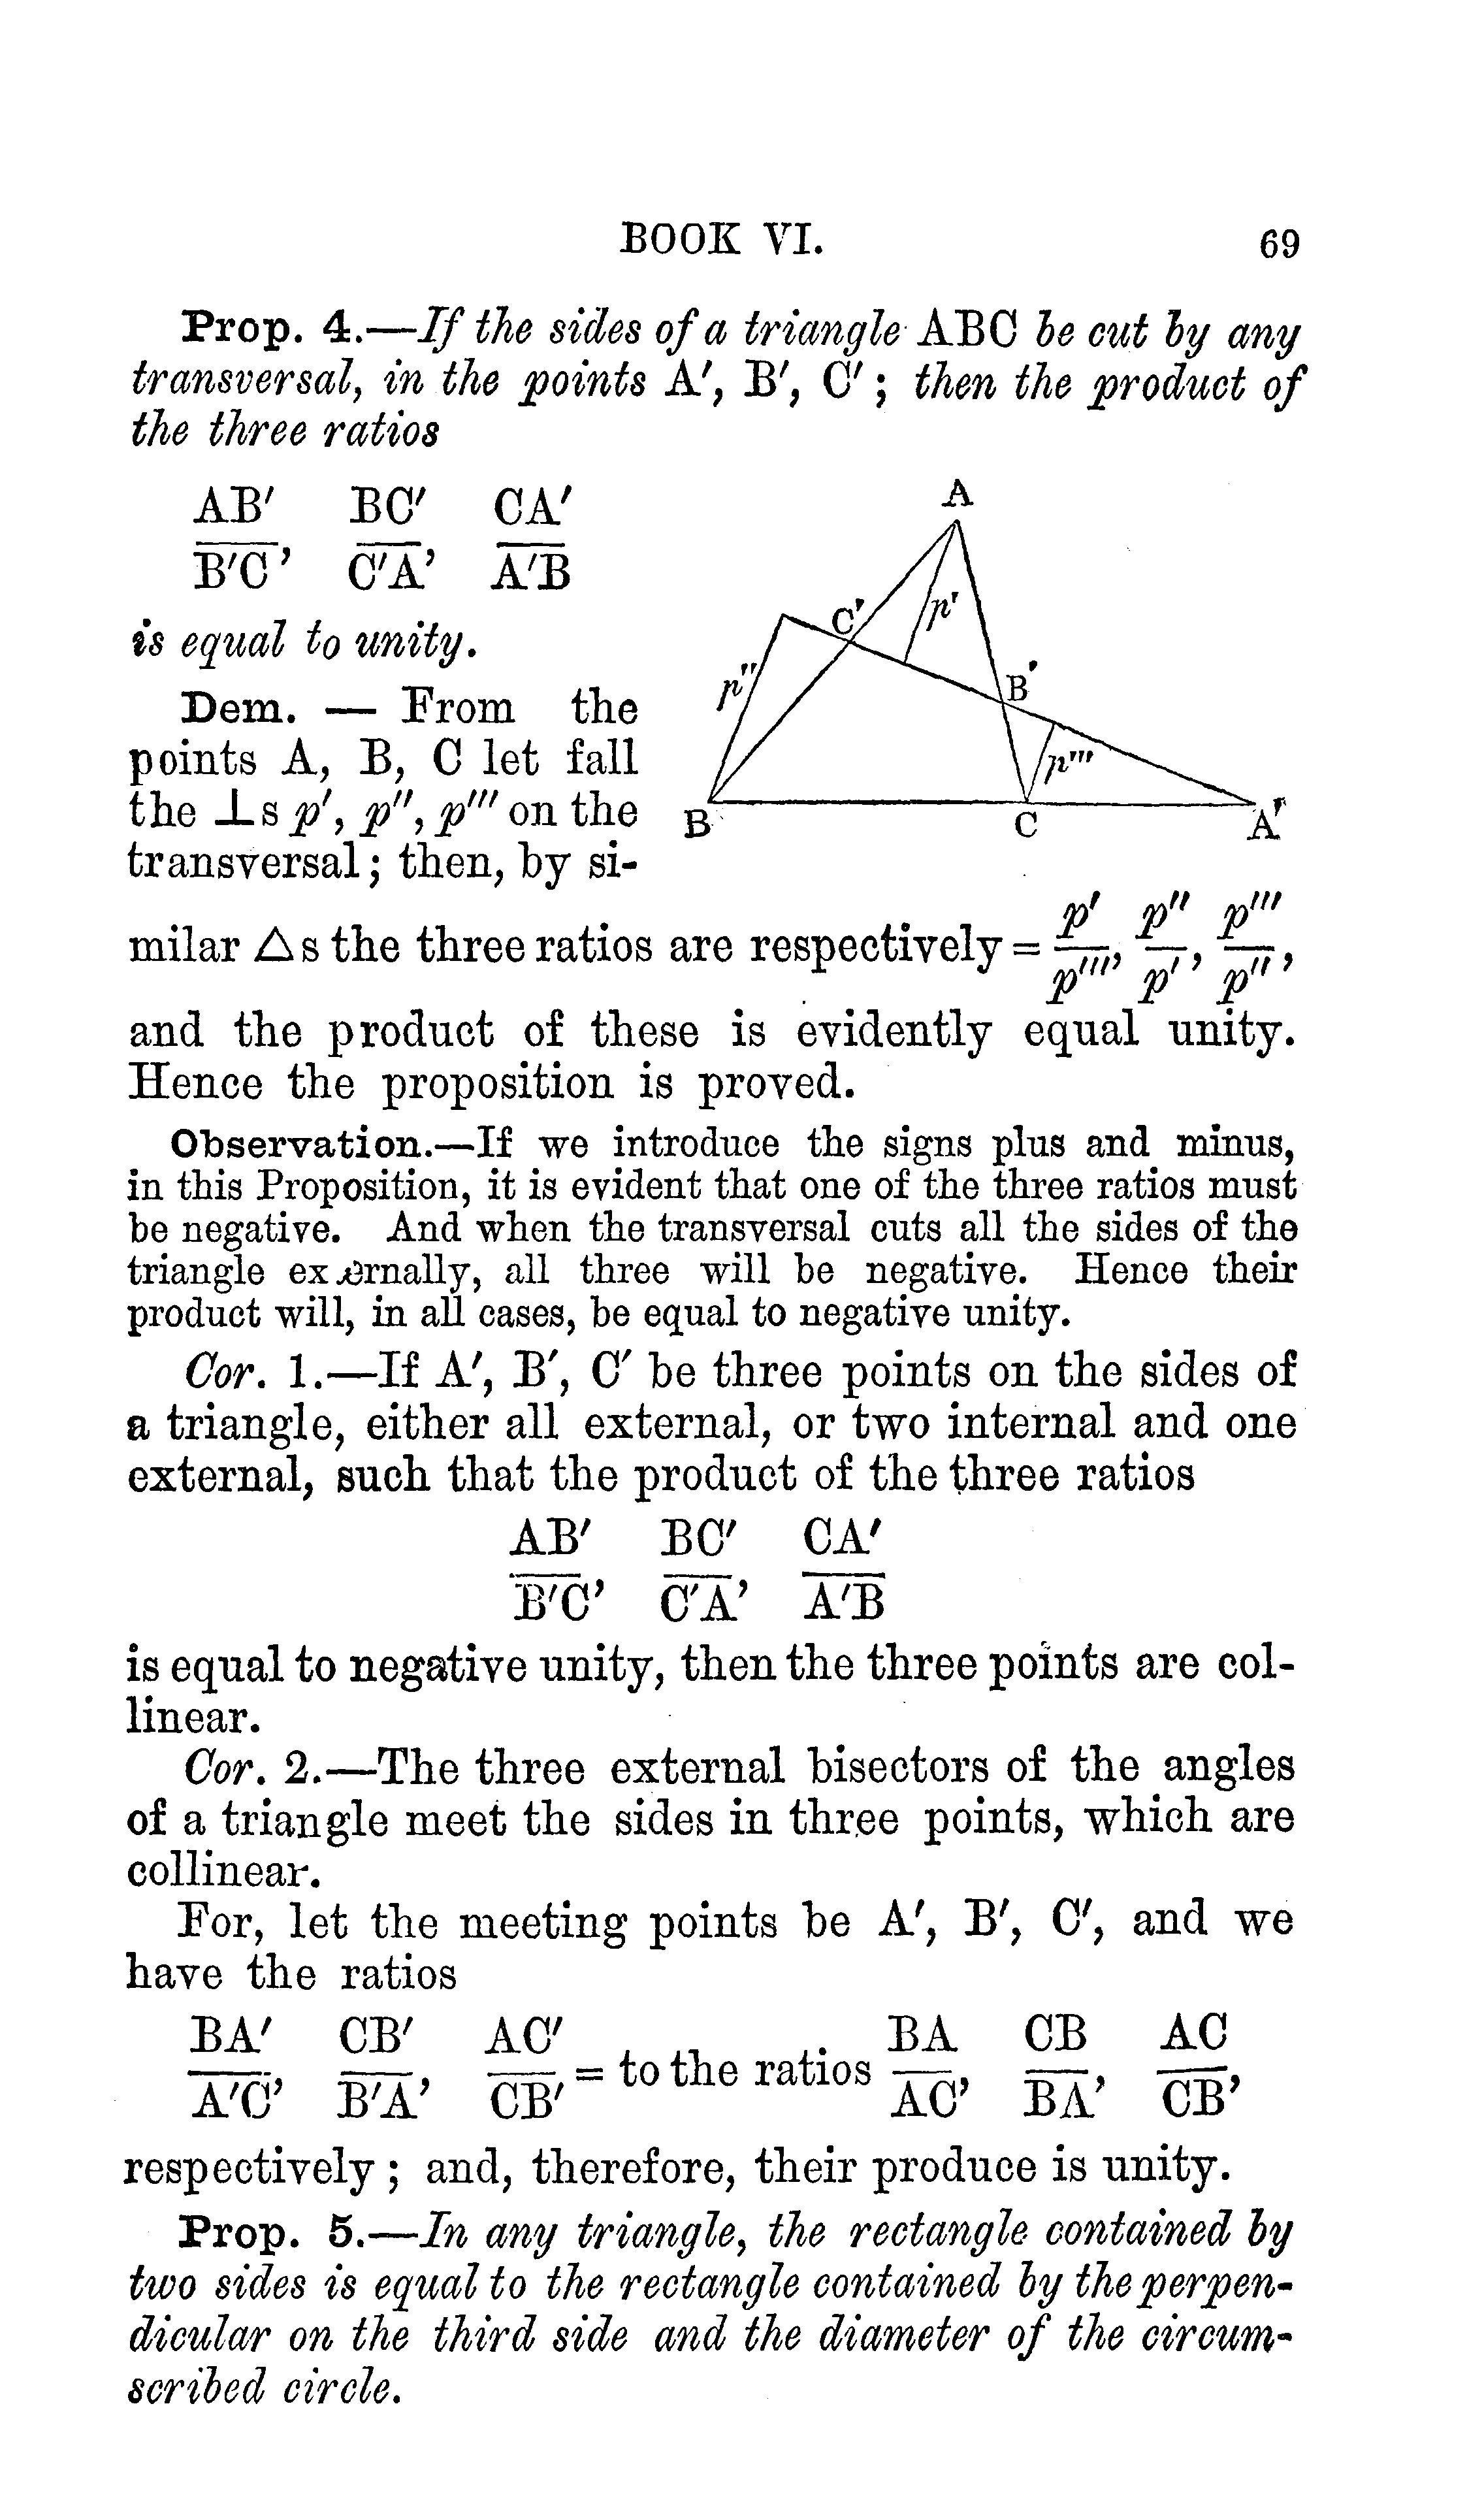 BOOK VI. 69
Prop. 4.—If the sides of a triangle ABC be cut by any
transversal, in the points A′, B′, C′; then the product of
the three ratios
AB′ BC′ CA′
B′C, C′A, A′B
is equal to unity.
Dem. — From the
points A, B, C let fall
the ⊥s p′, p″, p‴ on the
transversal; then, by si-
A
C′
p′
B′
p″
p‴
B
C
A′
milar △s the three ratios are respectively = p′/p‴, p″/p′, p‴/p″,
and the product of these is evidently equal unity.
Hence the proposition is proved.
Observation.—If we introduce the signs plus and minus,
in this Proposition, it is evident that one of the three ratios must
be negative. And when the transversal cuts all the sides of the
triangle ex ernally, all three will be negative. Hence their
product will, in all cases, be equal to negative unity.
Cor. 1.—If A′, B′, C′ be three points on the sides of
a triangle, either all external, or two internal and one
external, such that the product of the three ratios
AB′ BC′ CA′
B′C, C′A, A′B
is equal to negative unity, then the three points are col-
linear.
Cor. 2.—The three external bisectors of the angles
of a triangle meet the sides in three points, which are
collinear.
For, let the meeting points be A′, B′, C′, and we
have the ratios
BA′/A′C, CB′/B′A, AC′/CB′ = to the ratios BA/AC, CB/BA, AC/CB,
respectively; and, therefore, their produce is unity.
Prop. 5.—In any triangle, the rectangle contained by
two sides is equal to the rectangle contained by the perpen-
dicular on the third side and the diameter of the circum-
scribed circle.